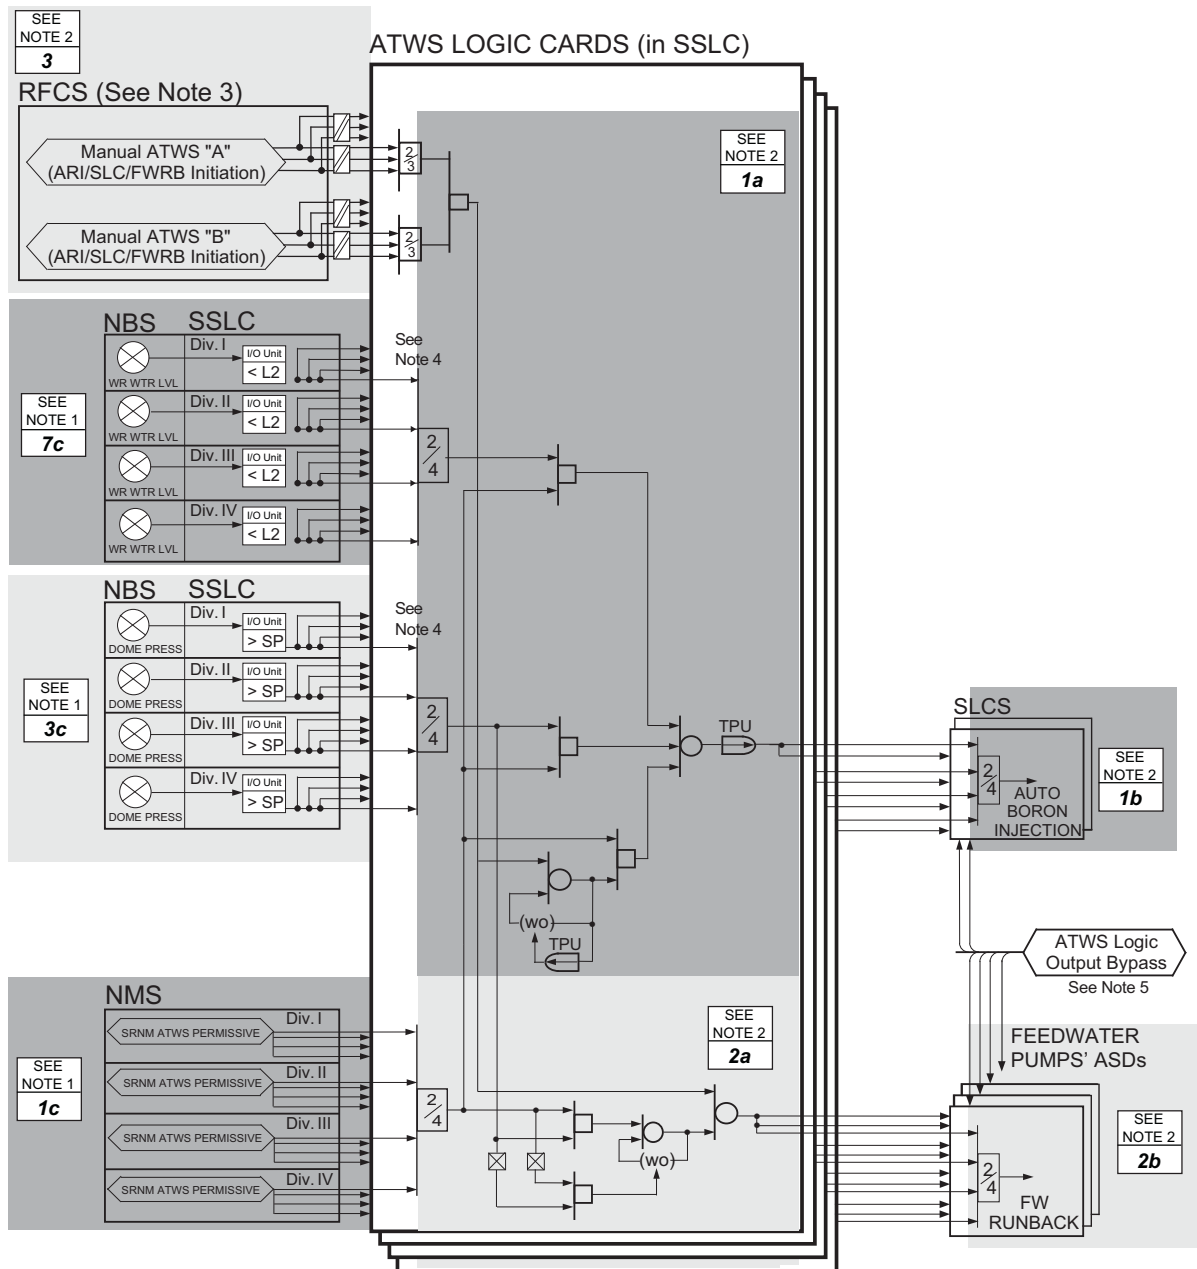 SEE
NOTE 2
3
ATWS LOGIC CARDS (in SSLC)
RFCS (See Note 3)
Manual ATWS "A"
(ARI/SLC/FWRB Initiation)
2/3
SEE
NOTE 2
1a
Manual ATWS "B"
(ARI/SLC/FWRB Initiation)
2/3
NBS SSLC
SEE
NOTE 1
7c
Div. I
I/O Unit
< L2
WR WTR LVL
Div. II
I/O Unit
< L2
WR WTR LVL
Div. III
I/O Unit
< L2
WR WTR LVL
Div. IV
I/O Unit
< L2
WR WTR LVL
See
Note 4
2/4
NBS SSLC
SEE
NOTE 1
3c
Div. I
I/O Unit
> SP
DOME PRESS
Div. II
I/O Unit
> SP
DOME PRESS
Div. III
I/O Unit
> SP
DOME PRESS
Div. IV
I/O Unit
> SP
DOME PRESS
See
Note 4
2/4
TPU
(wo)
TPU
SLCS
2/4
AUTO
BORON
INJECTION
SEE
NOTE 2
1b
ATWS Logic
Output Bypass
See Note 5
NMS
SEE
NOTE 1
1c
Div. I
SRNM ATWS PERMISSIVE
Div. II
SRNM ATWS PERMISSIVE
Div. III
SRNM ATWS PERMISSIVE
Div. IV
SRNM ATWS PERMISSIVE
2/4
SEE
NOTE 2
2a
(wo)
FEEDWATER
PUMPS' ASDs
2/4
FW
RUNBACK
SEE
NOTE 2
2b